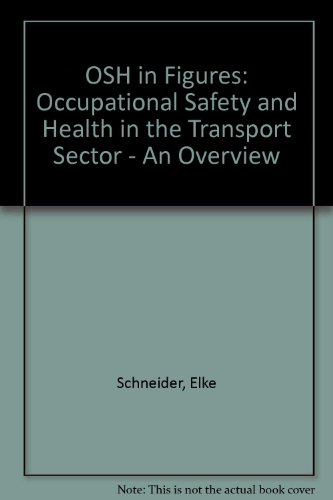 OSH in Figures:
Occupational Safety and
Health in the Transport
Sector - An Overview
Schneider, Elke
Note: This is not the actual book cover